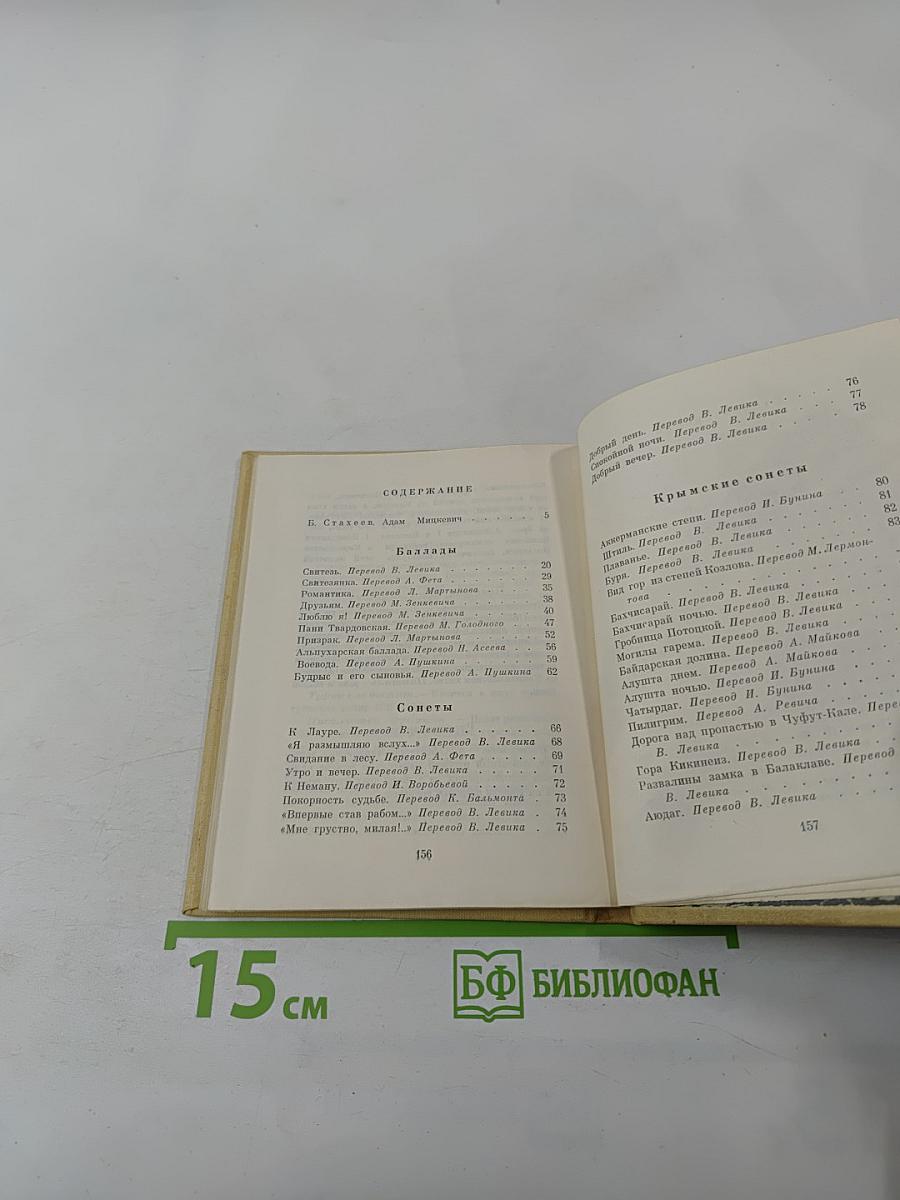 СОДЕРЖАНИЕ
Б. Стахеев. Адам Мицкевич . . . . . 5
Баллады
Свитезь. Перевод В. Левика . . . . . . . 20
Свитезянка. Перевод А. Фета . . . . . . 29
Романтика. Перевод Л. Мартынова . . . . 35
Друзьям. Перевод М. Зенкевича . . . . . 38
Люблю я! Перевод М. Зенкевича . . . . 40
Пани Твардовская. Перевод М. Голодного . . 47
Призрак. Перевод Л. Мартынова . . . . . 52
Альпухарская баллада. Перевод Н. Асеева . . 56
Воевода. Перевод А. Пушкина . . . . . . 59
Будрыс и его сыновья. Перевод А. Пушкина 62
Сонеты
К Лауре. Перевод В. Левика . . . . . . 66
«Я размышляю вслух...» Перевод В. Левика 68
Свидание в лесу. Перевод А. Фета . . . . 69
Утро и вечер. Перевод В. Левика . . . . . 71
К Неману. Перевод И. Воробьевой . . . . . 72
Покорность судьбе. Перевод К. Бальмонта . 73
«Впервые став рабом...» Перевод В. Левика . 74
«Мне грустно, милая!..» Перевод В. Левика . 75
156
Добрый день. Перевод В. Левика . . . . . 76
Спокойной ночи. Перевод В. Левика . . . 77
Добрый вечер. Перевод В. Левика . . . . 78
Крымские сонеты
Аккерманские степи. Перевод И. Бунина . . 80
Штиль. Перевод В. Левика . . . . . . 81
Плаванье. Перевод В. Левика . . . . . 82
Буря. Перевод В. Левика . . . . . . 83
Вид гор из степей Козлова. Перевод М. Лермон-
това . . . . . . . . .
Бахчисарай. Перевод В. Левика . . . . .
Бахчисарай ночью. Перевод В. Левика . . .
Гробница Потоцкой. Перевод В. Левика . .
Могилы гарема. Перевод В. Левика . . .
Байдарская долина. Перевод А. Майкова . .
Алушта днем. Перевод А. Майкова . . .
Алушта ночью. Перевод И. Бунина . . .
Чатырдаг. Перевод И. Бунина . . . .
Пилигрим. Перевод А. Ревича . . . .
Дорога над пропастью в Чуфут-Кале. Перев
В. Левика . . . . . . . .
Гора Кикинеиз. Перевод В. Левика . . .
Развалины замка в Балаклаве. Перевод
В. Левика . . . . . . . .
Аюдаг. Перевод В. Левика . . . . .
157
15 см
БФ БИБЛИОФАН